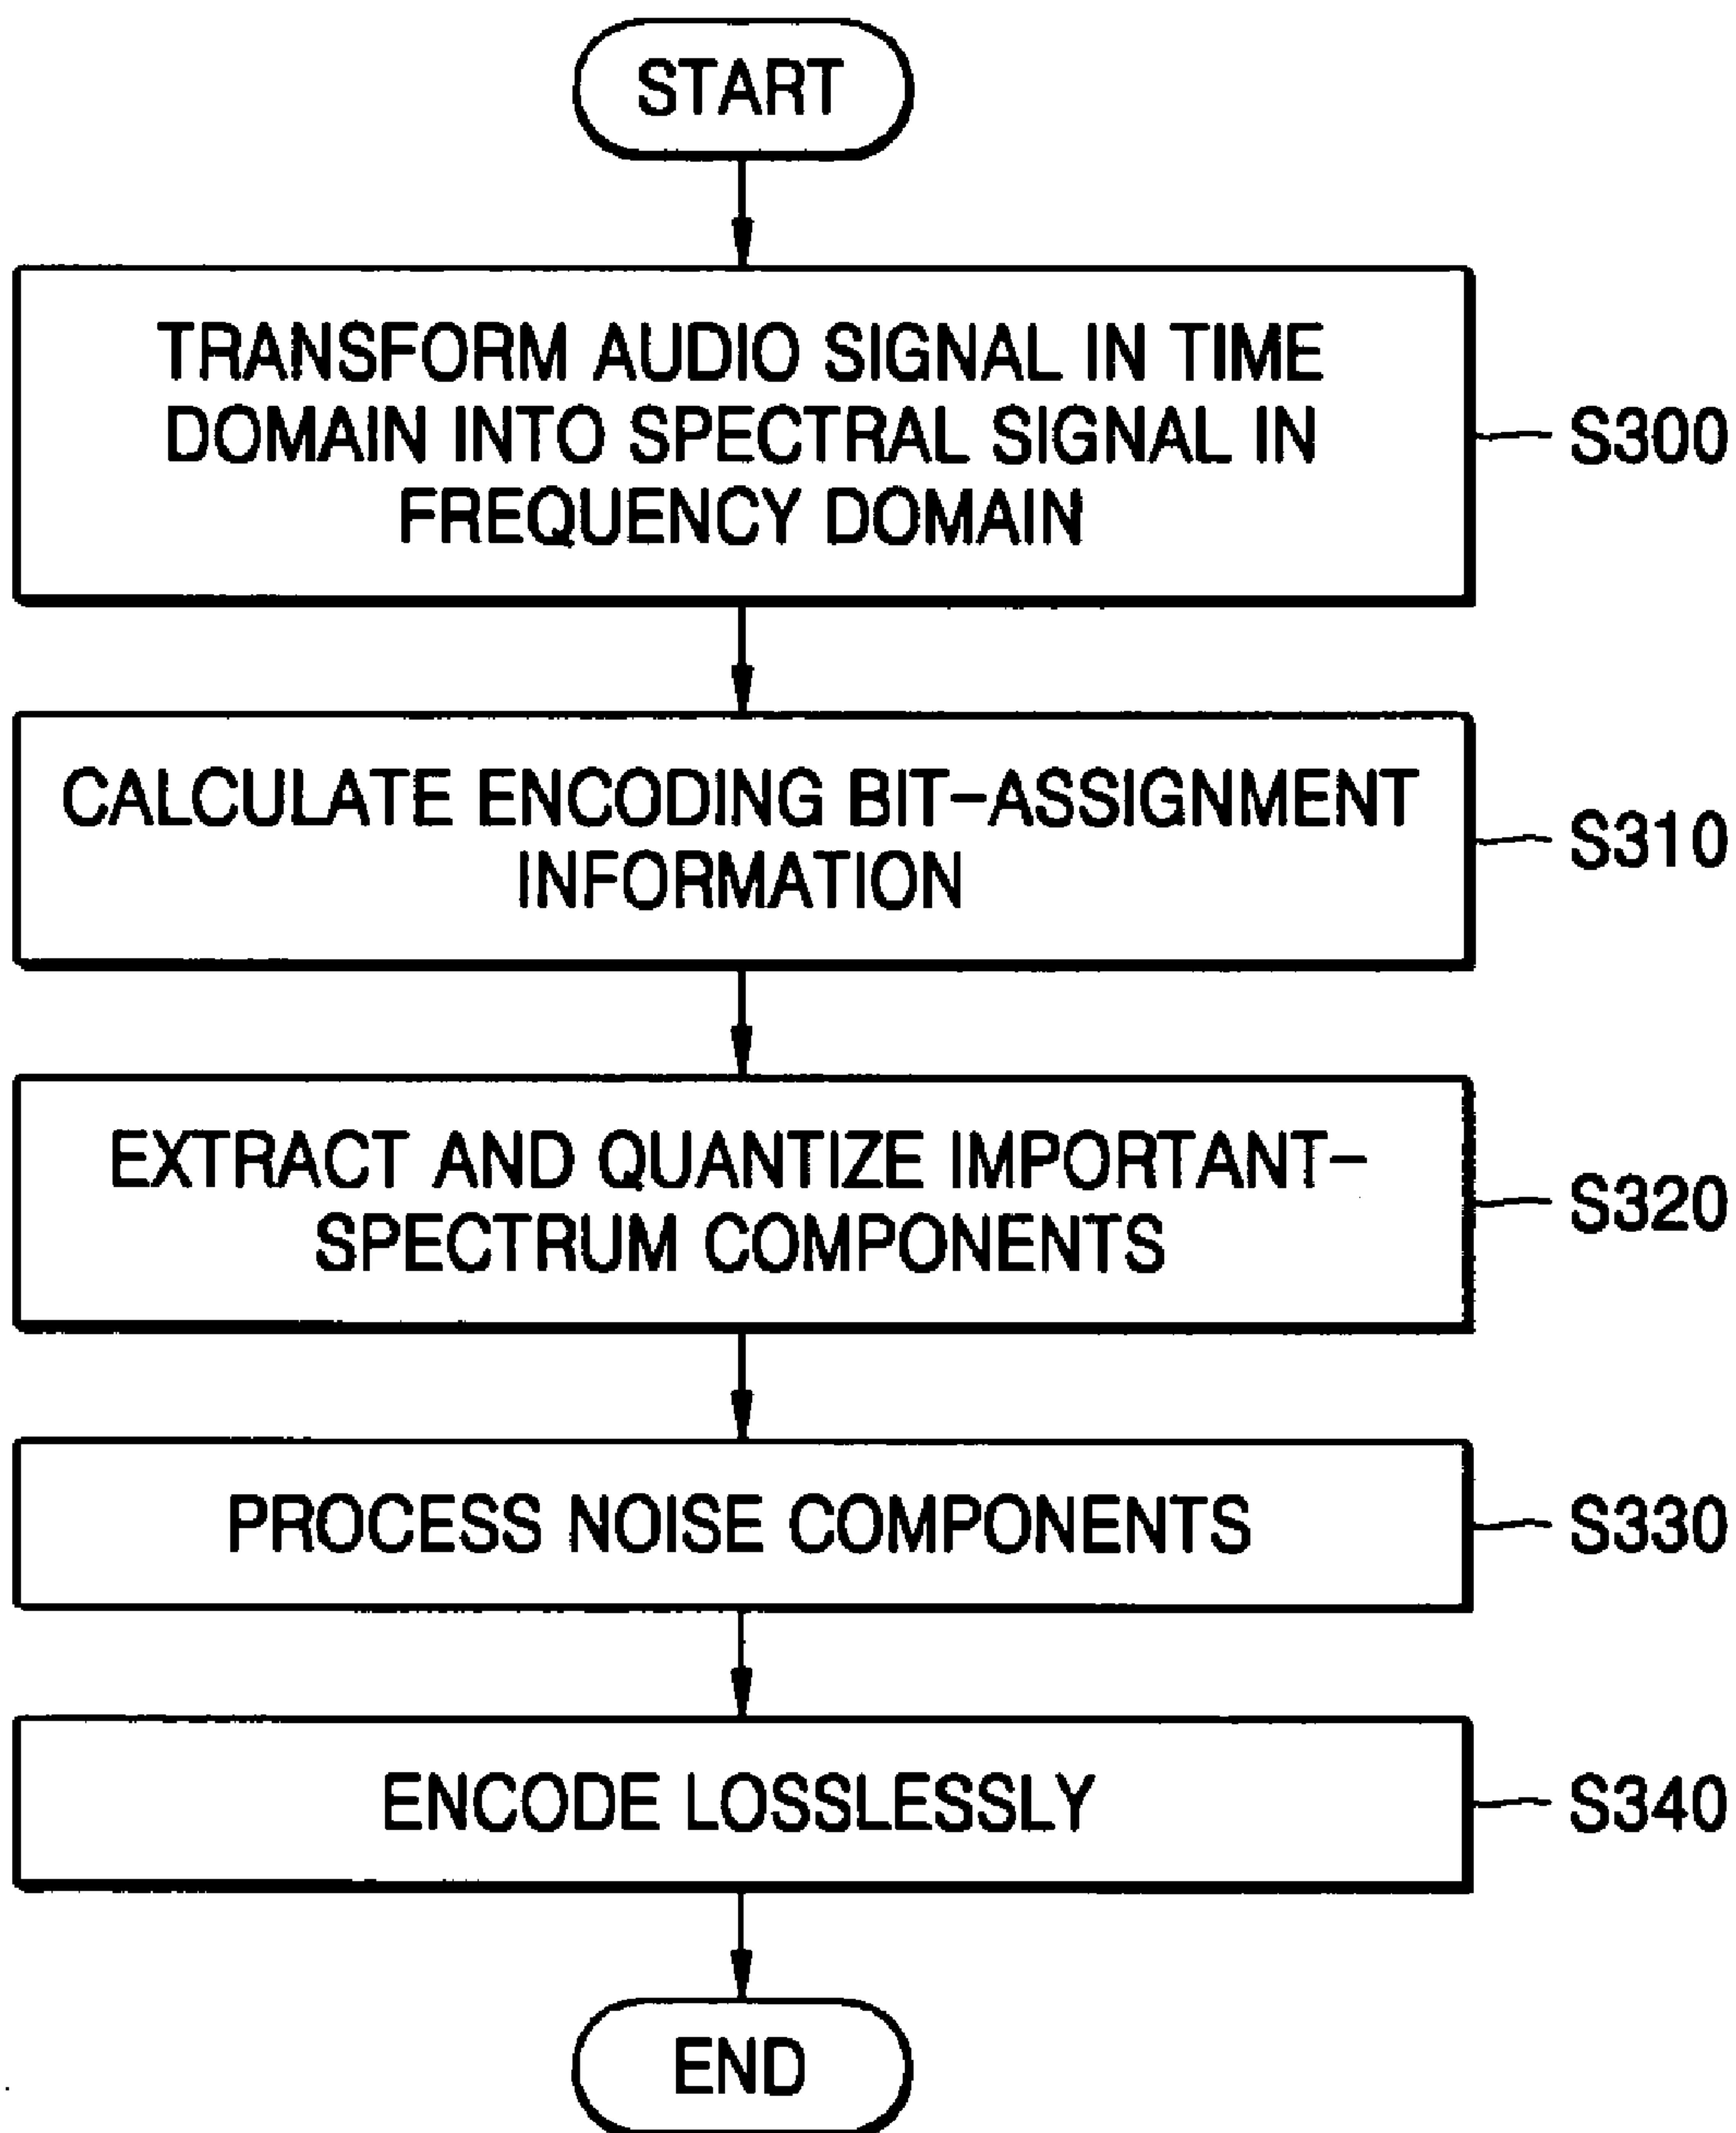 START
TRANSFORM AUDIO SIGNAL IN TIME
DOMAIN INTO SPECTRAL SIGNAL IN
FREQUENCY DOMAIN
S300
CALCULATE ENCODING BIT-ASSIGNMENT
INFORMATION
S310
EXTRACT AND QUANTIZE IMPORTANT-
SPECTRUM COMPONENTS
S320
PROCESS NOISE COMPONENTS
S330
ENCODE LOSSLESSLY
S340
END